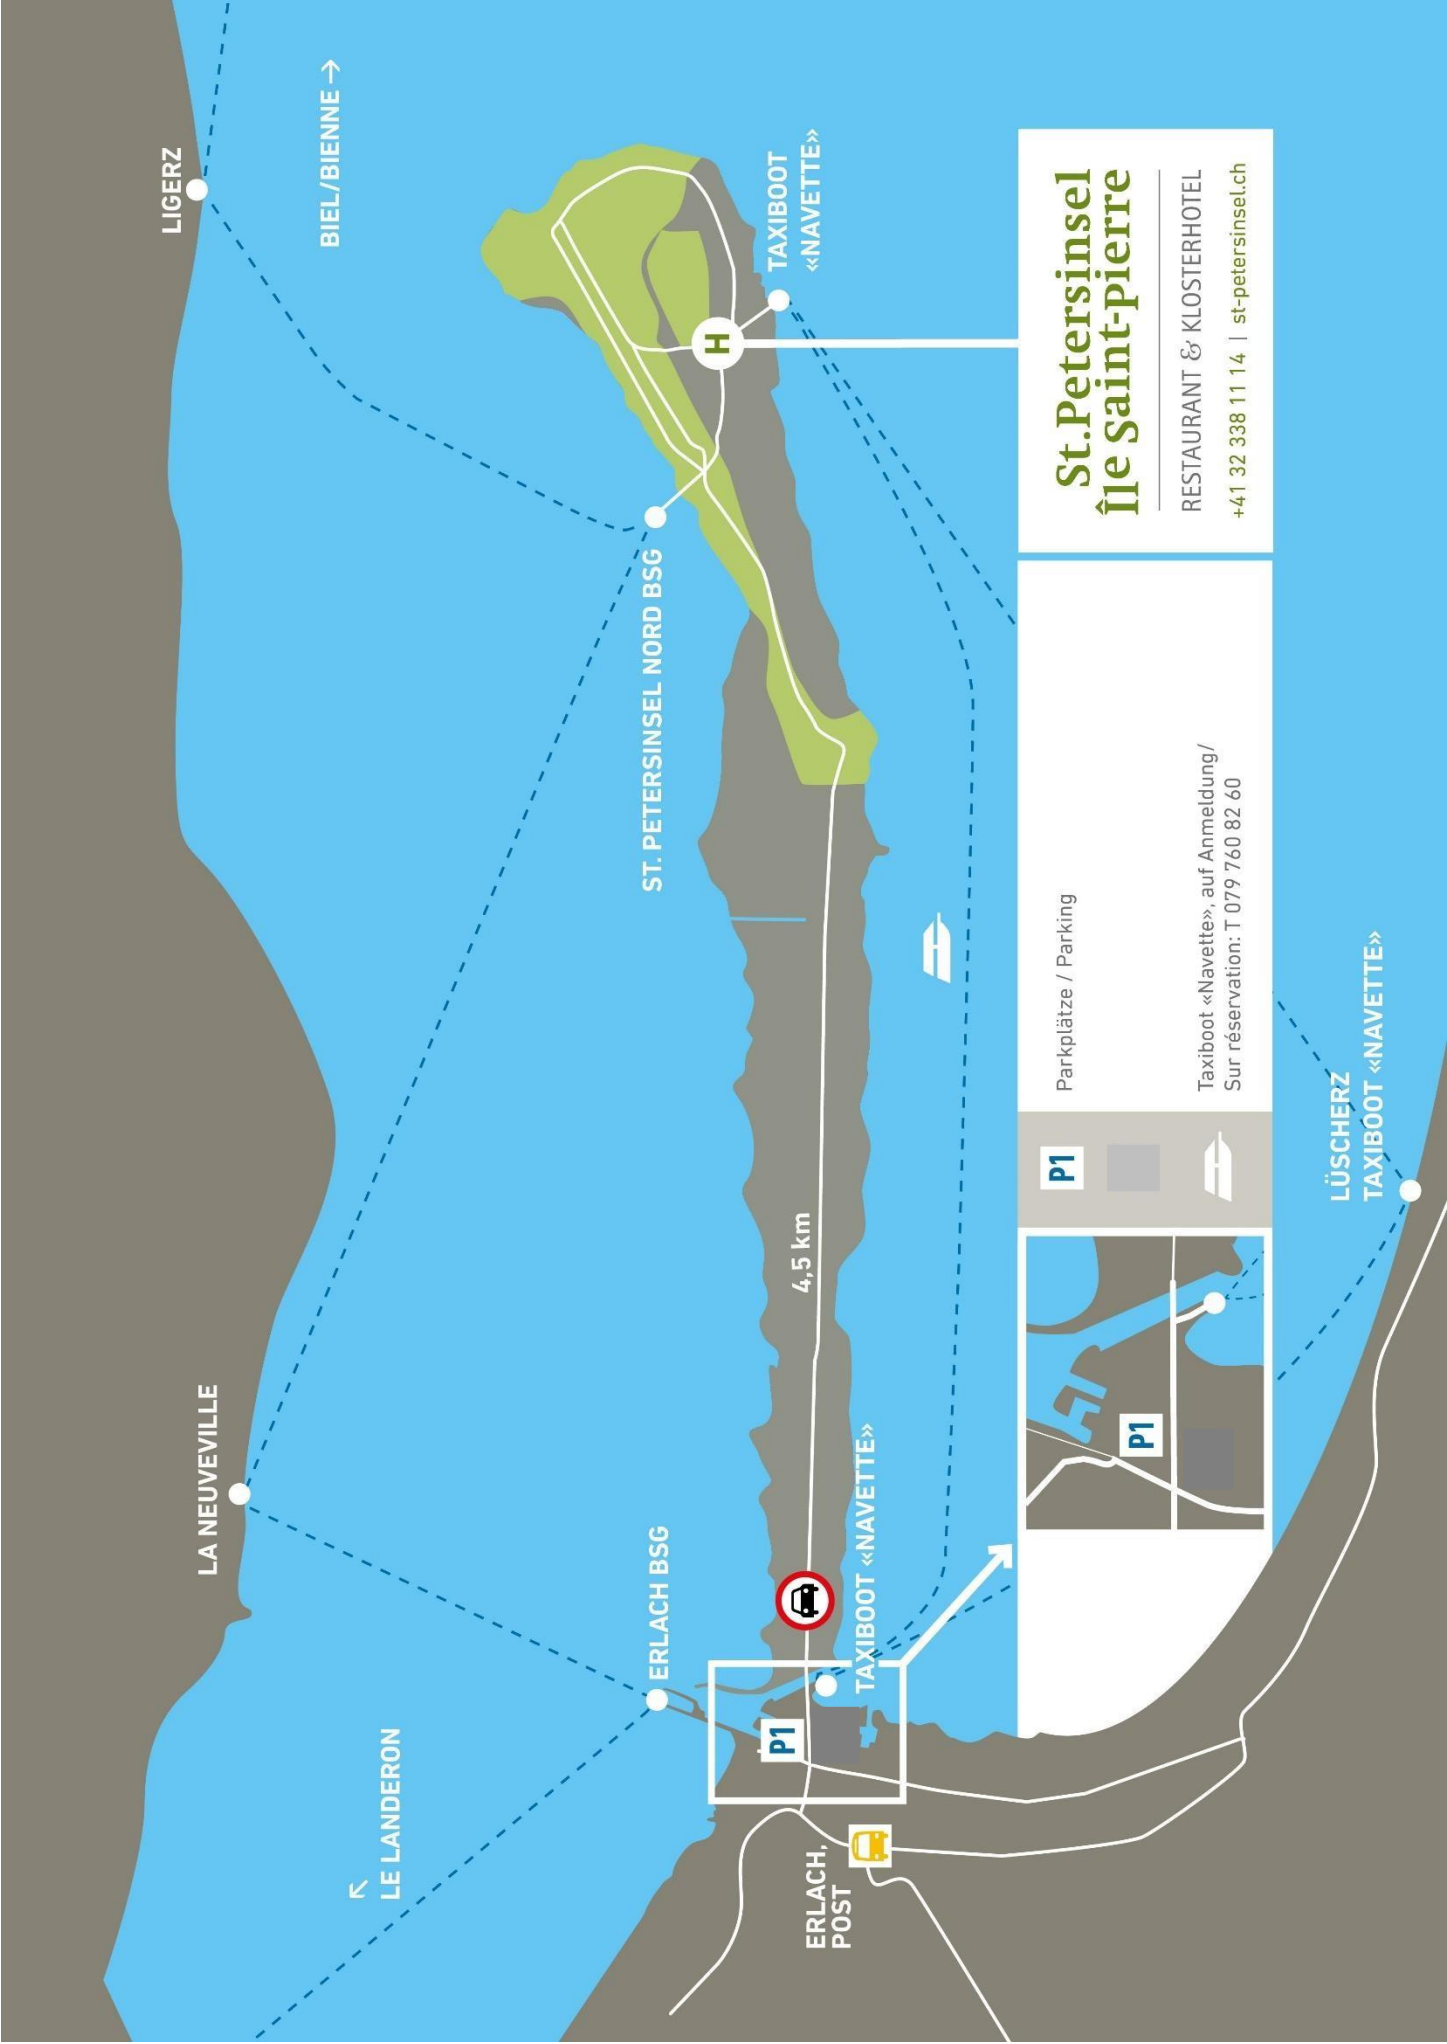 LIGERZ
BIEL/BIENNE →
LA NEUVEVILLE
↖
LE LANDERON
ST. PETERSINSEL NORD BSG
ERLACH BSG
TAXIBOOT
«NAVETTE»
H
4,5 km
P1
TAXIBOOT «NAVETTE»
ERLACH,
POST
P1
P1
Parkplätze / Parking
Taxiboot «Navette», auf Anmeldung/
Sur réservation: T 079 760 82 60
St.Petersinsel
Île Saint-Pierre
RESTAURANT & KLOSTERHOTEL
+41 32 338 11 14 | st-petersinsel.ch
LÜSCHERZ
TAXIBOOT «NAVETTE»